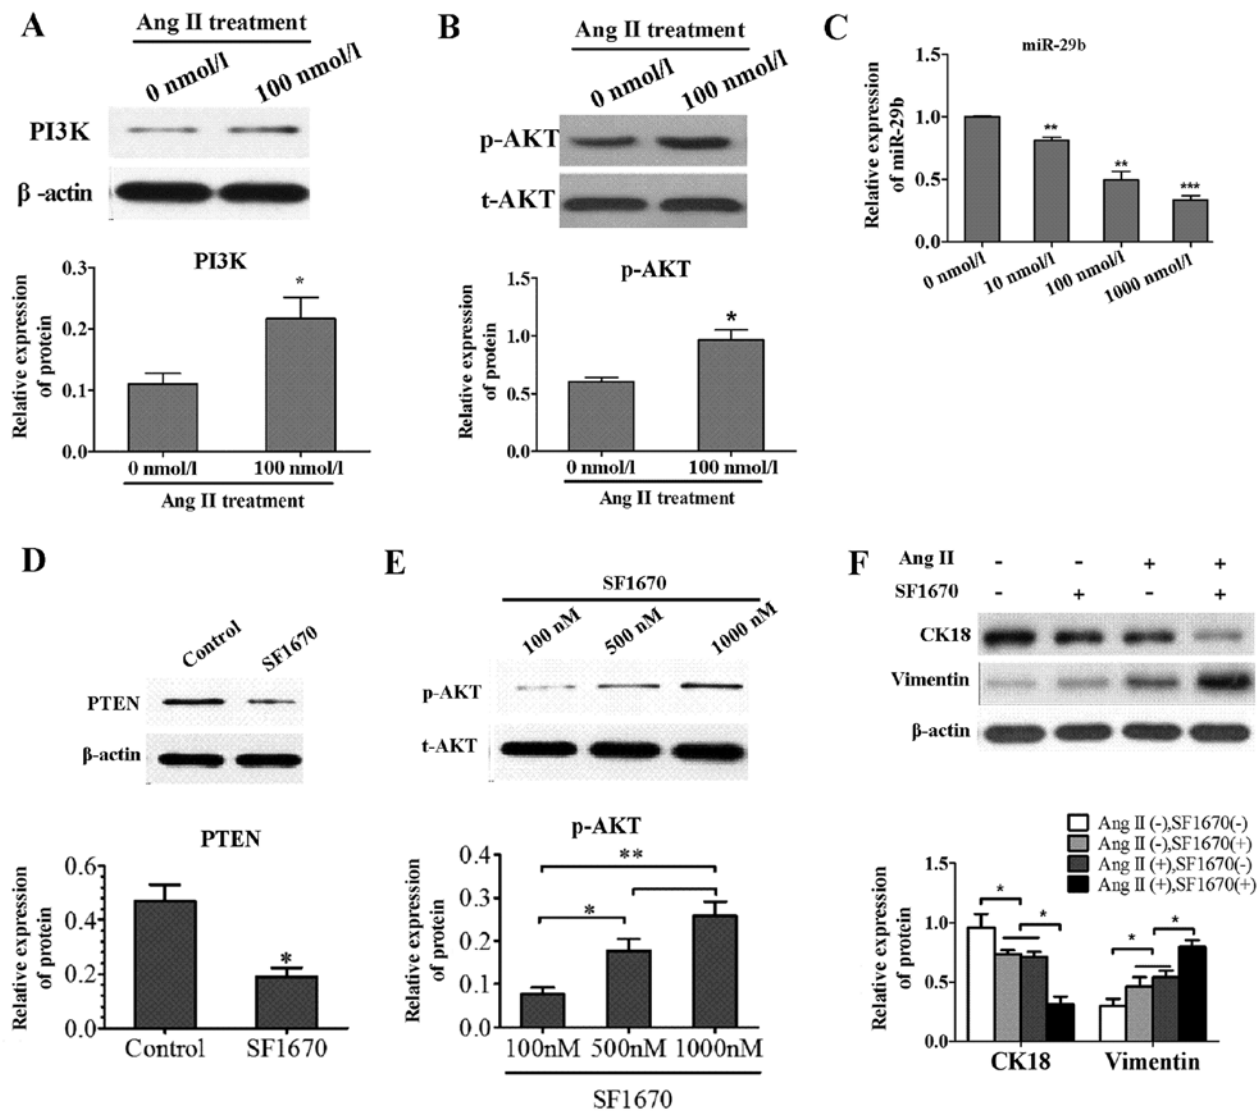 A
Ang II treatment
0 nmol/l
100 nmol/l
PI3K
β -actin
PI3K
Relative expression
of protein
0.3
0.2
0.1
0.0
*
0 nmol/l
100 nmol/l
Ang II treatment
B
Ang II treatment
0 nmol/l
100 nmol/l
p-AKT
t-AKT
p-AKT
Relative expression
of protein
1.5
1.0
0.5
0.0
*
0 nmol/l
100 nmol/l
Ang II treatment
C
miR-29b
Relative expression
of miR-29b
1.5
1.0
0.5
0.0
**
**
***
0 nmol/l
10 nmol/l
100 nmol/l
1000 nmol/l
D
Control
SF1670
PTEN
β-actin
PTEN
Relative expression
of protein
0.6
0.4
0.2
0.0
*
Control
SF1670
E
SF1670
100 nM
500 nM
1000 nM
p-AKT
t-AKT
p-AKT
Relative expression
of protein
0.4
0.3
0.2
0.1
0.0
**
*
100nM
500nM
1000nM
SF1670
F
Ang II - - + +
SF1670 - + - +
CK18
Vimentin
β-actin
Ang II (-),SF1670(-)
Ang II (-),SF1670(+)
Ang II (+),SF1670(-)
Ang II (+),SF1670(+)
Relative expression
of protein
1.5
1.0
0.5
0.0
*
*
*
*
CK18
Vimentin